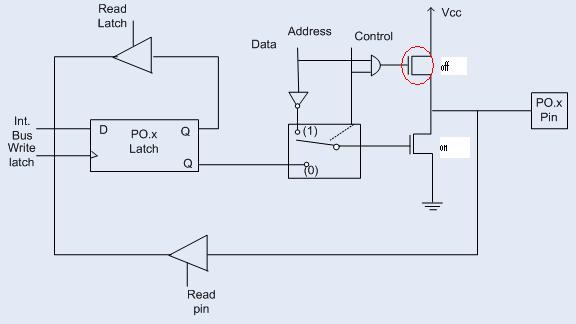 Read
Latch
Address
Control
Data
Vcc
off
Int.
Bus
Write
latch
D
PO.x
Latch
Q
Q
(1)
(0)
on
PO.x
Pin
Read
pin